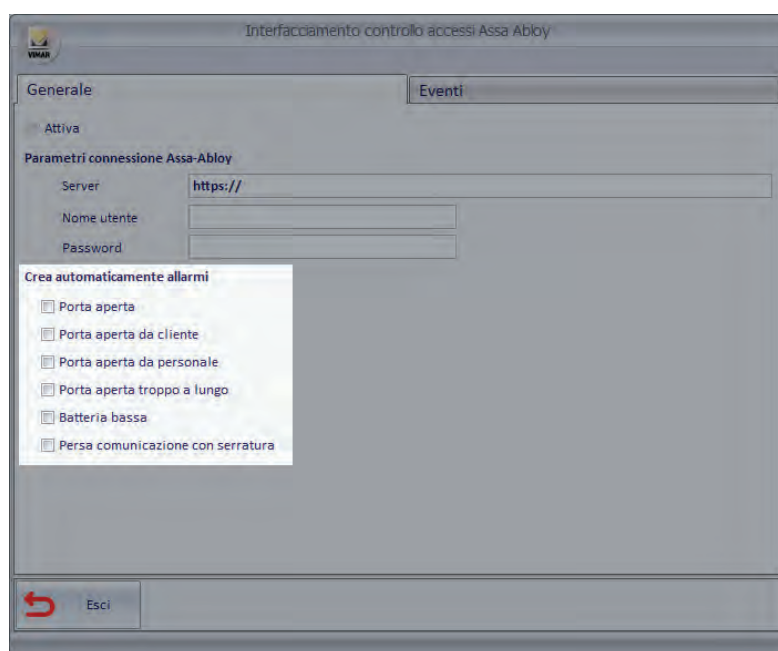 Interfacciamento controllo accessi Assa Abloy
VIMAR
Generale
Eventi
Attiva
Parametri connessione Assa-Abloy
Server
https://
Nome utente
Password
Crea automaticamente allarmi
Porta aperta
Porta aperta da cliente
Porta aperta da personale
Porta aperta troppo a lungo
Batteria bassa
Persa comunicazione con serratura
Esci